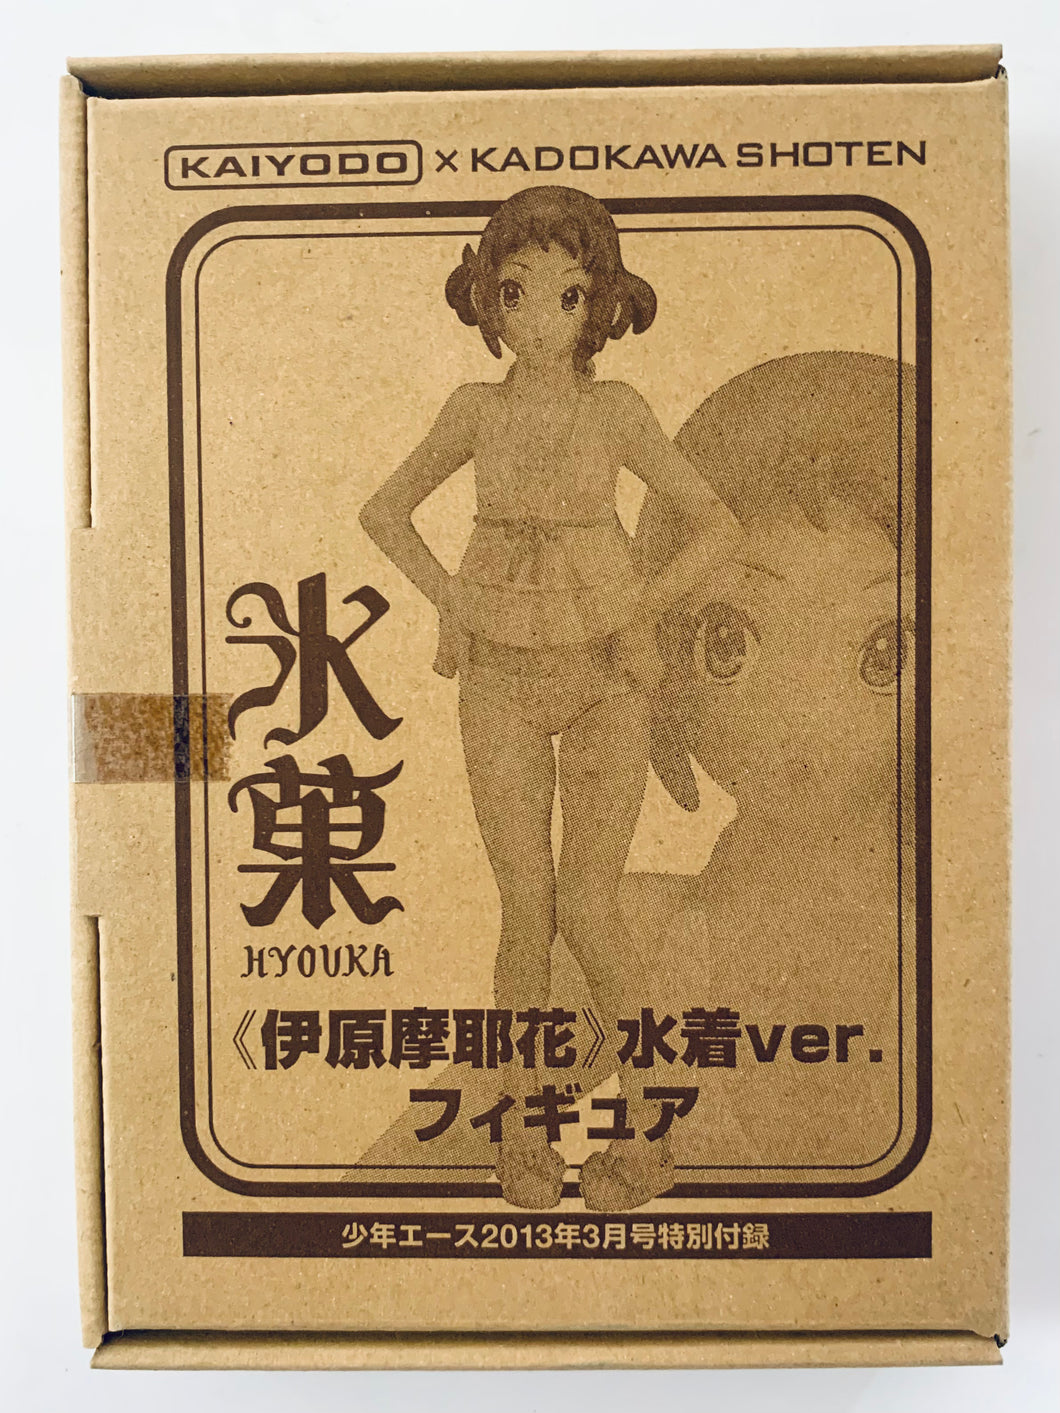 KAIYODO × KADOKAWA SHOTEN
氷菓
HYOUKA
《伊原摩耶花》水着ver.
フィギュア
少年エース2013年3月号特別付録